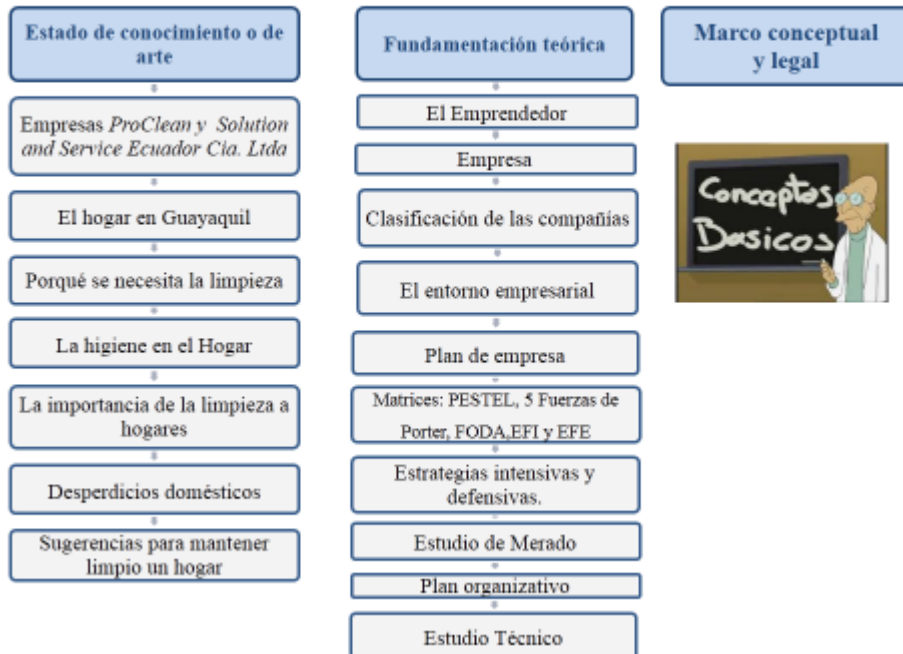 Estado de conocimiento o de
arte
Empresas ProClean y Solution
and Service Ecuador Cia. Ltda
El hogar en Guayaquil
Porqué se necesita la limpieza
La higiene en el Hogar
La importancia de la limpieza a
hogares
Desperdicios domésticos
Sugerencias para mantener
limpio un hogar
Fundamentación teórica
El Emprendedor
Empresa
Clasificación de las compañías
El entorno empresarial
Plan de empresa
Matrices: PESTEL, 5 Fuerzas de
Porter, FODA,EFI y EFE
Estrategias intensivas y
defensivas.
Estudio de Merado
Plan organizativo
Estudio Técnico
Marco conceptual
y legal
Conceptos
Basicos